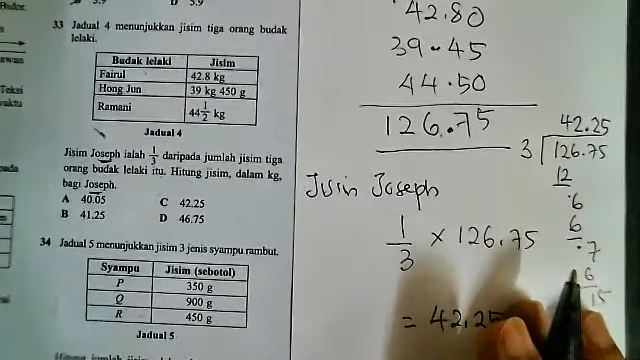 33 Jadual 4 menunjukkan jisim tiga orang budak
lelaki.
Budak lelaki Jisim
Fairul 42.8 kg
Hong Jun 39 kg 450 g
Ramani 44 1/2 kg
Jadual 4
Jisim Joseph ialah 1/3 daripada jumlah jisim tiga
orang budak lelaki itu. Hitung jisim, dalam kg,
bagi Joseph.
A 40.05 C 42.25
B 41.25 D 46.75
34 Jadual 5 menunjukkan jisim 3 jenis syampu rambut.
Syampu Jisim (sebotol)
P 350 g
Q 900 g
R 450 g
Jadual 5
42.80
39.45
44.50
126.75
Jisim Joseph
1/3 × 126.75
= 42.25
42.25
3 126.75
12
6
6
7
6
15